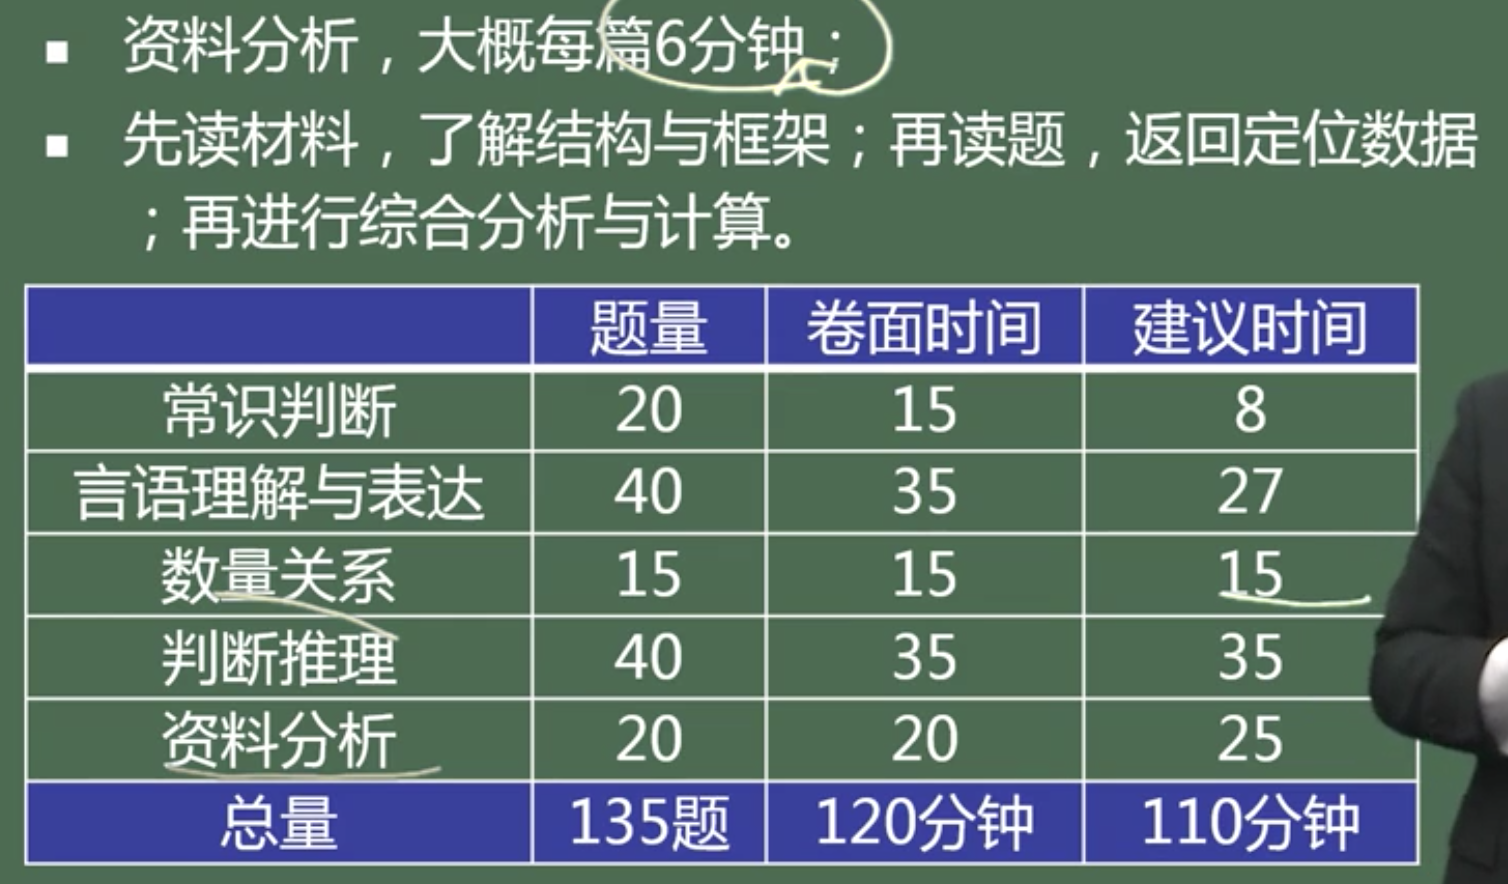 ▪ 资料分析，大概每篇6分钟；
▪ 先读材料，了解结构与框架；再读题，返回定位数据
；再进行综合分析与计算。
题量 卷面时间 建议时间
常识判断 20 15 8
言语理解与表达 40 35 27
数量关系 15 15 15
判断推理 40 35 35
资料分析 20 20 25
总量 135题 120分钟 110分钟